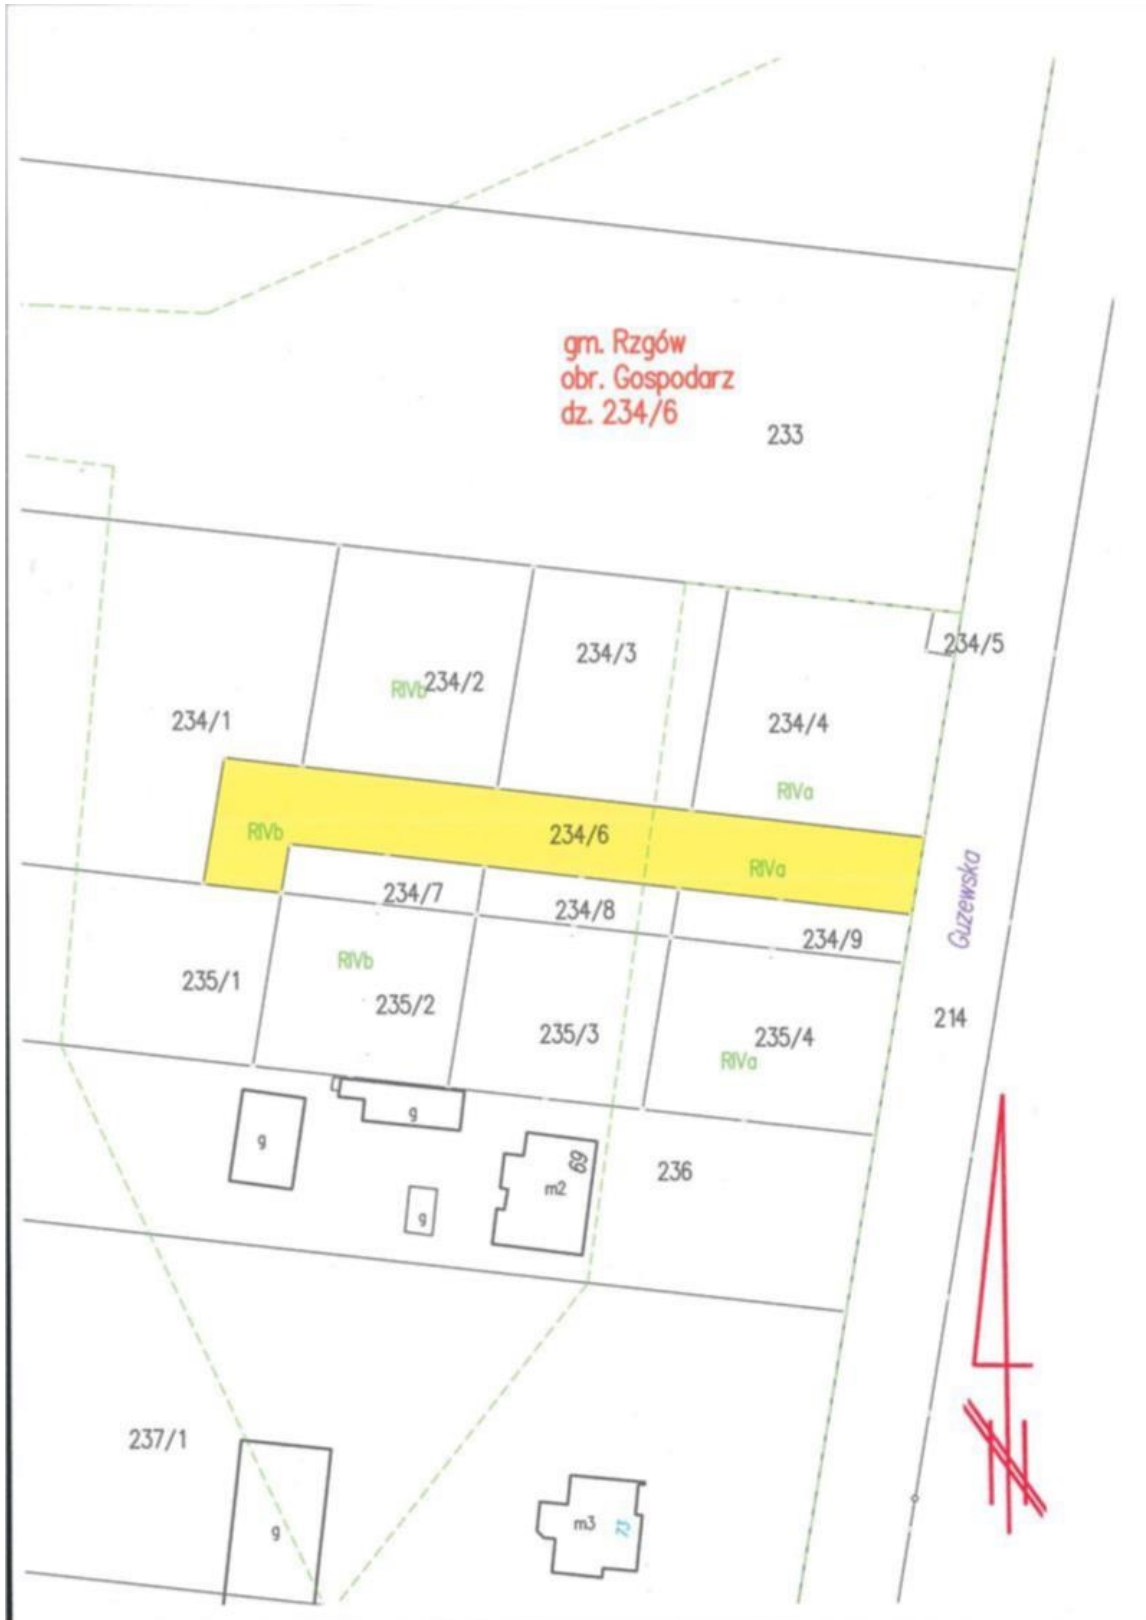 gm. Rzgów
obr. Gospodarz
dz. 234/6
233
234/5
234/3
RIVb
234/2
234/1
234/4
RIVa
RIVb
234/6
RIVa
234/7
234/8
234/9
Guzewska
RIVb
235/1
235/2
235/3
235/4
RIVa
214
g
g
g
m2
69
236
237/1
g
m3
73